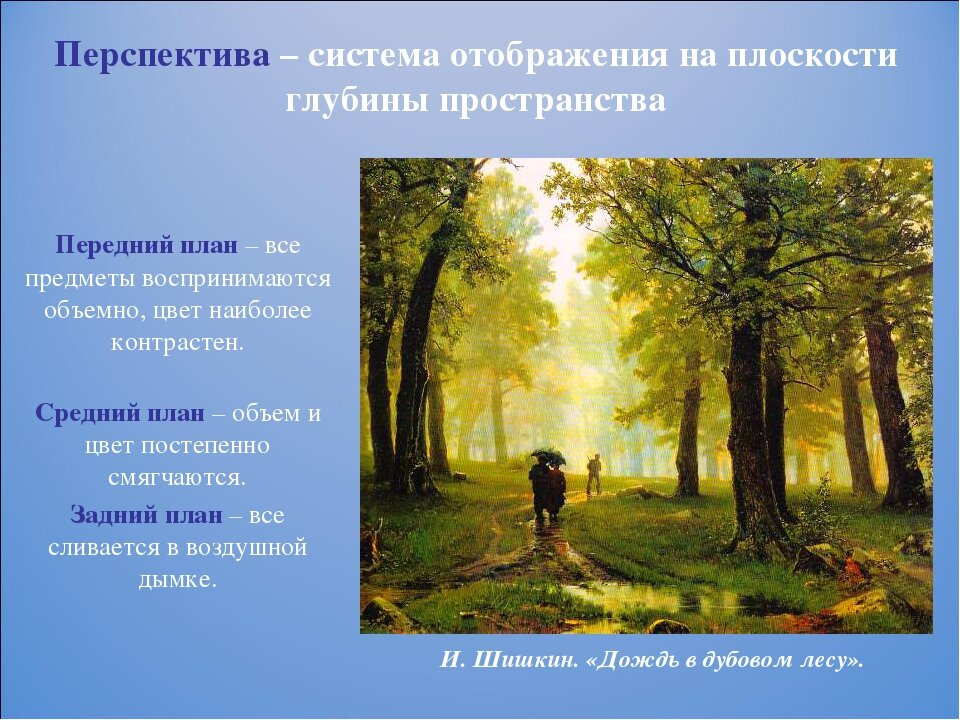 Перспектива – система отображения на плоскости
глубины пространства
Передний план – все
предметы воспринимаются
объемно, цвет наиболее
контрастен.
Средний план – объем и
цвет постепенно
смягчаются.
Задний план – все
сливается в воздушной
дымке.
И. Шишкин. «Дождь в дубовом лесу».